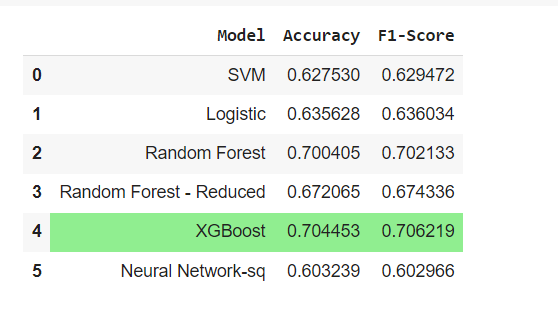 Model Accuracy F1-Score
0 SVM 0.627530 0.629472
1 Logistic 0.635628 0.636034
2 Random Forest 0.700405 0.702133
3 Random Forest - Reduced 0.672065 0.674336
4 XGBoost 0.704453 0.706219
5 Neural Network-sq 0.603239 0.602966